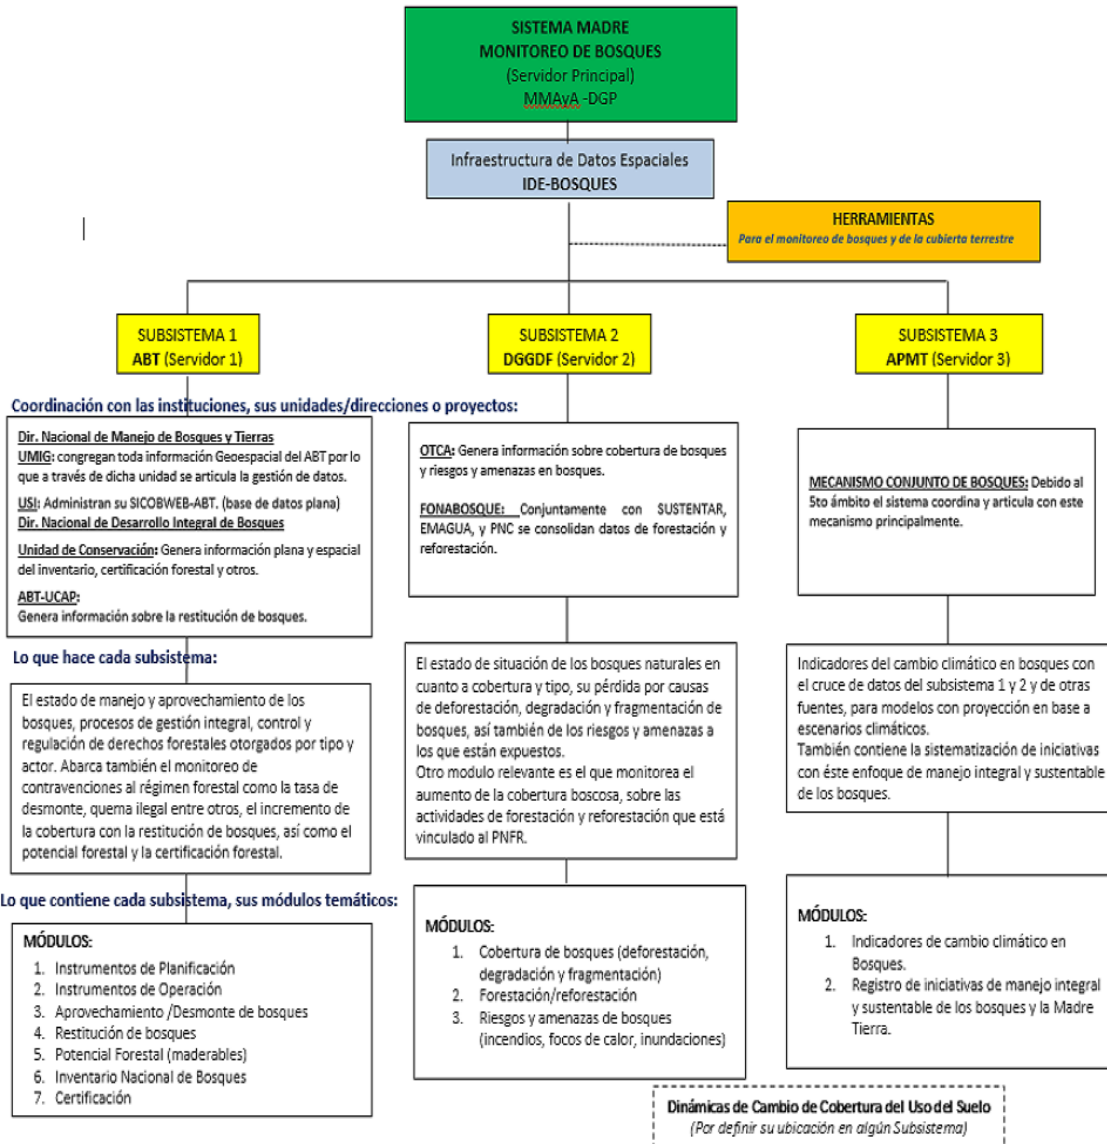 SISTEMA MADRE
MONITOREO DE BOSQUES
(Servidor Principal)
MMAyA -DGP
Infraestructura de Datos Espaciales
IDE-BOSQUES
HERRAMIENTAS
Para el monitoreo de bosques y de la cubierta terrestre
SUBSISTEMA 1
ABT (Servidor 1)
SUBSISTEMA 2
DGGDF (Servidor 2)
SUBSISTEMA 3
APMT (Servidor 3)
Coordinación con las instituciones, sus unidades/direcciones o proyectos:
Dir. Nacional de Manejo de Bosques y Tierras
UMIG: congregan toda información Geoespacial del ABT por lo
que a través de dicha unidad se articula la gestión de datos.
USI: Administran su SICOBWEB-ABT. (base de datos plana)
Dir. Nacional de Desarrollo Integral de Bosques
Unidad de Conservación: Genera información plana y espacial
del inventario, certificación forestal y otros.
ABT-UCAP:
Genera información sobre la restitución de bosques.
OTCA: Genera información sobre cobertura de bosques
y riesgos y amenazas en bosques.
FONABOSQUE: Conjuntamente con SUSTENTAR,
EMAGUA, y PNC se consolidan datos de forestación y
reforestación.
MECANISMO CONJUNTO DE BOSQUES: Debido al
5to ámbito el sistema coordina y articula con este
mecanismo principalmente.
Lo que hace cada subsistema:
El estado de manejo y aprovechamiento de los
bosques, procesos de gestión integral, control y
regulación de derechos forestales otorgados por tipo y
actor. Abarca también el monitoreo de
contravenciones al régimen forestal como la tasa de
desmonte, quema ilegal entre otros, el incremento de
la cobertura con la restitución de bosques, así como el
potencial forestal y la certificación forestal.
El estado de situación de los bosques naturales en
cuanto a cobertura y tipo, su pérdida por causas
de deforestación, degradación y fragmentación de
bosques, así también de los riesgos y amenazas a
los que están expuestos.
Otro modulo relevante es el que monitorea el
aumento de la cobertura boscosa, sobre las
actividades de forestación y reforestación que está
vinculado al PNFR.
Indicadores del cambio climático en bosques con
el cruce de datos del subsistema 1 y 2 y de otras
fuentes, para modelos con proyección en base a
escenarios climáticos.
También contiene la sistematización de iniciativas
con éste enfoque de manejo integral y sustentable
de los bosques.
Lo que contiene cada subsistema, sus módulos temáticos:
MÓDULOS:
1. Instrumentos de Planificación
2. Instrumentos de Operación
3. Aprovechamiento /Desmonte de bosques
4. Restitución de bosques
5. Potencial Forestal (maderables)
6. Inventario Nacional de Bosques
7. Certificación
MÓDULOS:
1. Cobertura de bosques (deforestación,
degradación y fragmentación)
2. Forestación/reforestación
3. Riesgos y amenazas de bosques
(incendios, focos de calor, inundaciones)
MÓDULOS:
1. Indicadores de cambio climático en
Bosques.
2. Registro de iniciativas de manejo integral
y sustentable de los bosques y la Madre
Tierra.
Dinámicas de Cambio de Cobertura del Uso del Suelo
(Por definir su ubicación en algún Subsistema)